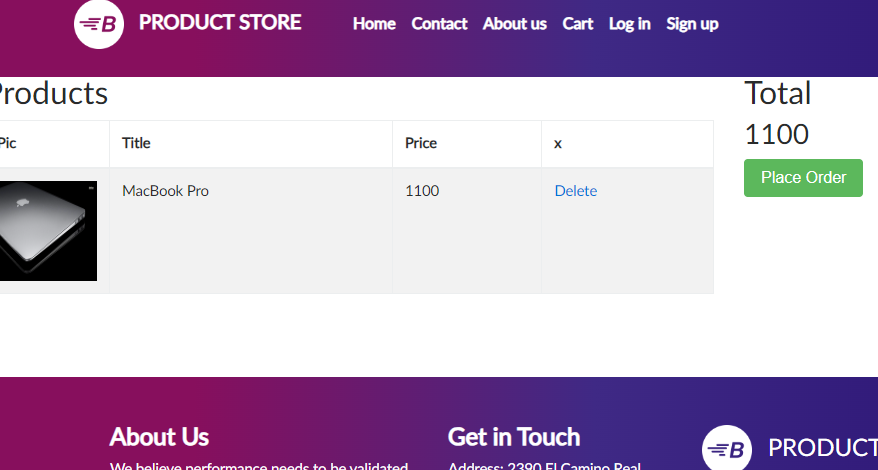 B PRODUCT STORE Home Contact About us Cart Log in Sign up
Products
Total
1100
Pic Title Price x
MacBook Pro 1100 Delete
Place Order
About Us
We believe performance needs to be validated
Get in Touch
Address: 2390 El Camino Real
B PRODUCT